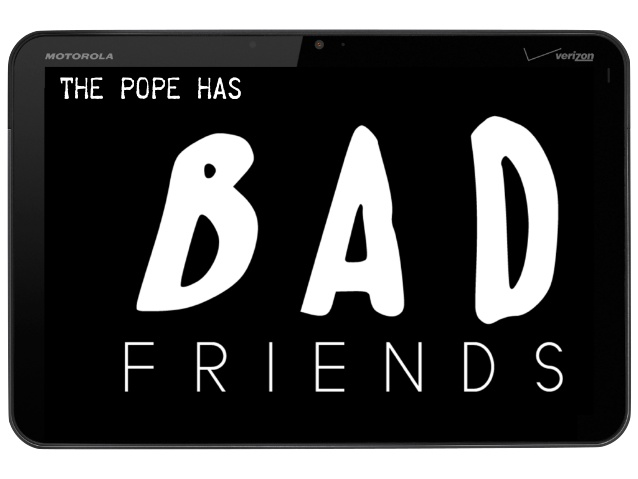 MOTOROLA
verizon
THE POPE HAS
BAD
FRIENDS